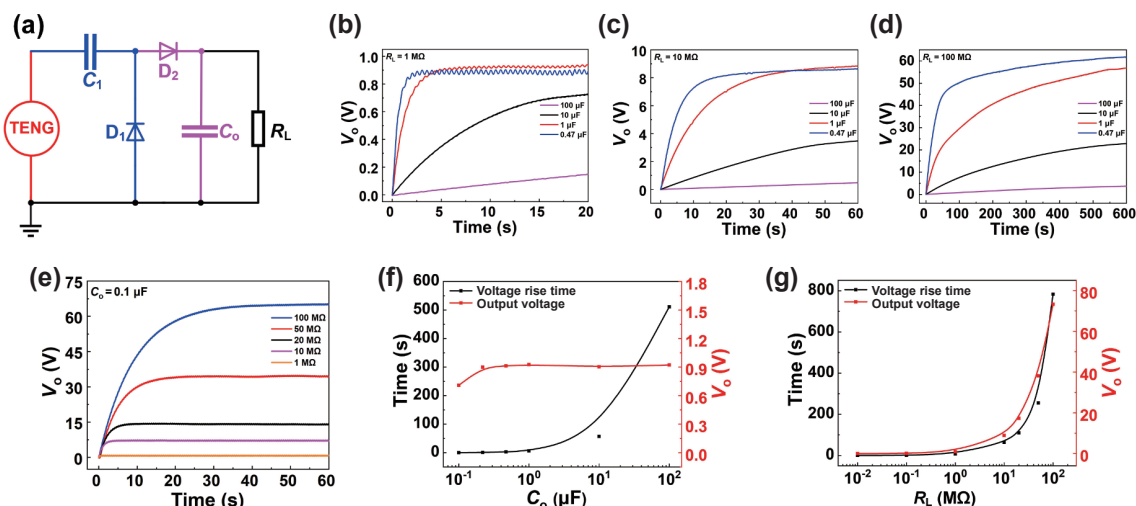 (a)
C₁
D₂
TENG
D₁
Cₒ
R_L
(b)
R_L = 1 MΩ
100 μF
10 μF
1 μF
0.47 μF
Vₒ (V)
1.0
0.8
0.6
0.4
0.2
0.0
0 5 10 15 20
Time (s)
(c)
R_L = 10 MΩ
100 μF
10 μF
1 μF
0.47 μF
Vₒ (V)
10
8
6
4
2
0
0 10 20 30 40 50 60
Time (s)
(d)
R_L = 100 MΩ
100 μF
10 μF
1 μF
0.47 μF
Vₒ (V)
60
50
40
30
20
10
0
0 100 200 300 400 500 600
Time (s)
(e)
Cₒ = 0.1 μF
100 MΩ
50 MΩ
20 MΩ
10 MΩ
1 MΩ
Vₒ (V)
75
60
45
30
15
0
0 10 20 30 40 50 60
Time (s)
(f)
Voltage rise time
Output voltage
Time (s)
600
500
400
300
200
100
0
1.8
1.5
1.2
0.9
0.6
0.3
0.0
Vₒ (V)
10⁻¹ 10⁰ 10¹ 10²
Cₒ (μF)
(g)
Voltage rise time
Output voltage
Time (s)
800
600
400
200
0
80
60
40
20
0
Vₒ (V)
10⁻² 10⁻¹ 10⁰ 10¹ 10²
R_L (MΩ)